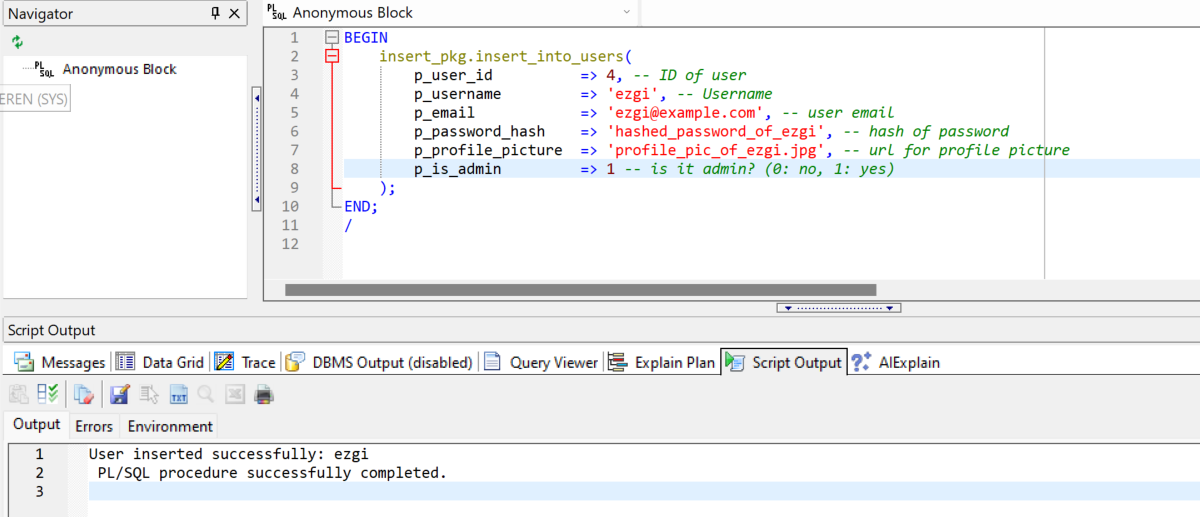 Navigator
PL SQL Anonymous Block
PL SQL Anonymous Block
EREN (SYS)
1 BEGIN
2 insert_pkg.insert_into_users(
3 p_user_id => 4, -- ID of user
4 p_username => 'ezgi', -- Username
5 p_email => 'ezgi@example.com', -- user email
6 p_password_hash => 'hashed_password_of_ezgi', -- hash of password
7 p_profile_picture => 'profile_pic_of_ezgi.jpg', -- url for profile picture
8 p_is_admin => 1 -- is it admin? (0: no, 1: yes)
9 );
10 END;
11 /
12
Script Output
Messages Data Grid Trace DBMS Output (disabled) Query Viewer Explain Plan Script Output AIExplain
TXT
Output Errors Environment
1 User inserted successfully: ezgi
2 PL/SQL procedure successfully completed.
3